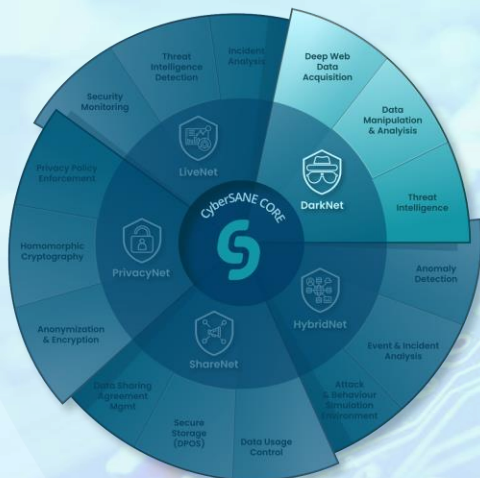 Incident
Analysis
Threat
Intelligence
Detection
Security
Monitoring
LiveNet
Deep Web
Data
Acquisition
Data
Manipulation
& Analyisis
Threat
Intelligence
DarkNet
CyberSANE CORE
Privacy Policy
Enforcement
Homomorphic
Cryptography
Anonymization
& Encryption
PrivacyNet
Anomaly
Detection
Event & Incident
Analysis
Attack
& Behaviour
Simulation
Environment
HybridNet
ShareNet
Data Sharing
Agreement
Mgmt
Secure
Storage
(DPOS)
Data Usage
Control